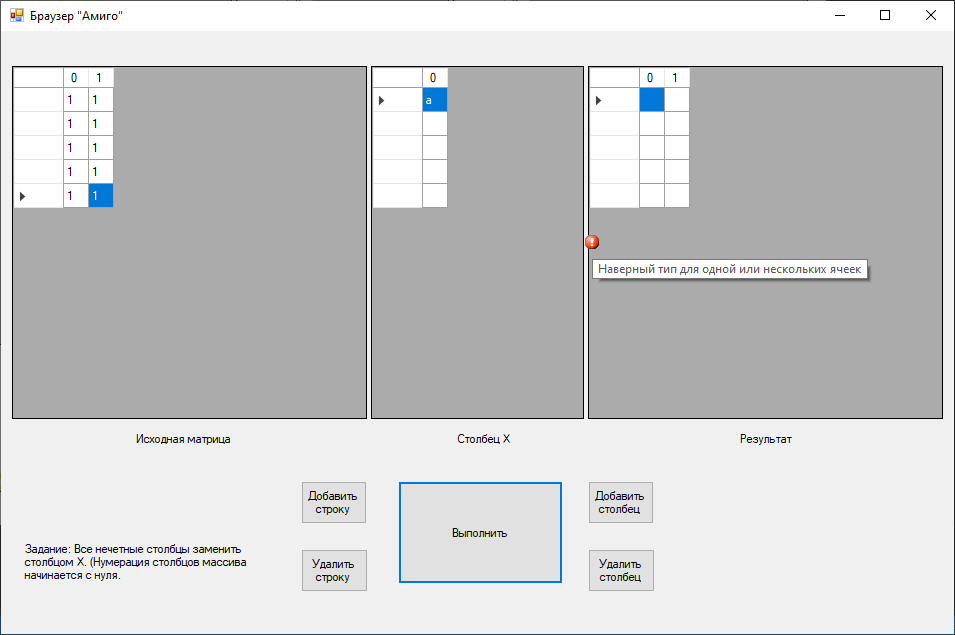 Браузер "Амиго"
0 1
1 1
1 1
1 1
1 1
1 1
0
a
0 1
Наверный тип для одной или нескольких ячеек
Исходная матрица
Столбец X
Результат
Добавить
строку
Удалить
строку
Выполнить
Добавить
столбец
Удалить
столбец
Задание: Все нечетные столбцы заменить
столбцом X. (Нумерация столбцов массива
начинается с нуля.